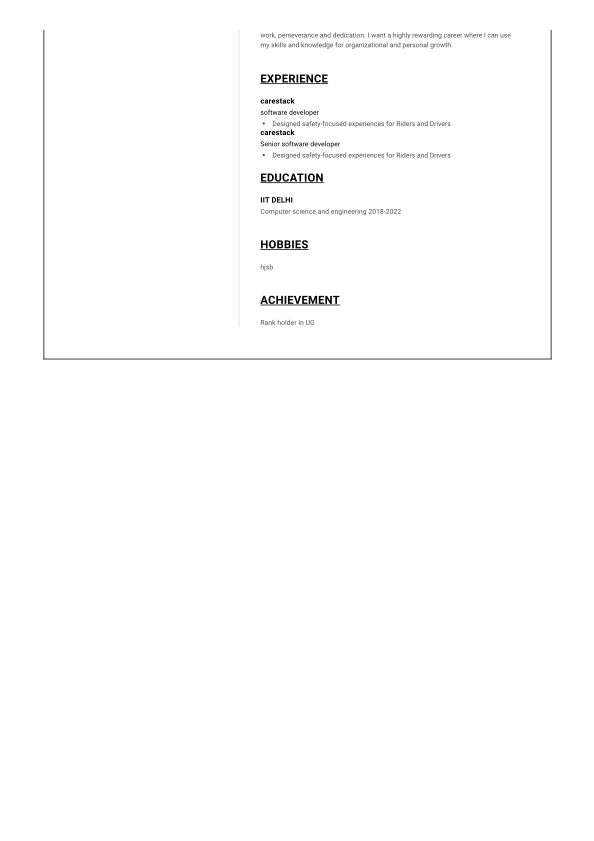 work, perseverance and dedication. I want a highly rewarding career where I can use
my skills and knowledge for organizational and personal growth.
EXPERIENCE
carestack
software developer
• Designed safety-focused experiences for Riders and Drivers
carestack
Senior software developer
• Designed safety-focused experiences for Riders and Drivers
EDUCATION
IIT DELHI
Computer science and engineering 2018-2022
HOBBIES
hjsb
ACHIEVEMENT
Rank holder in UG